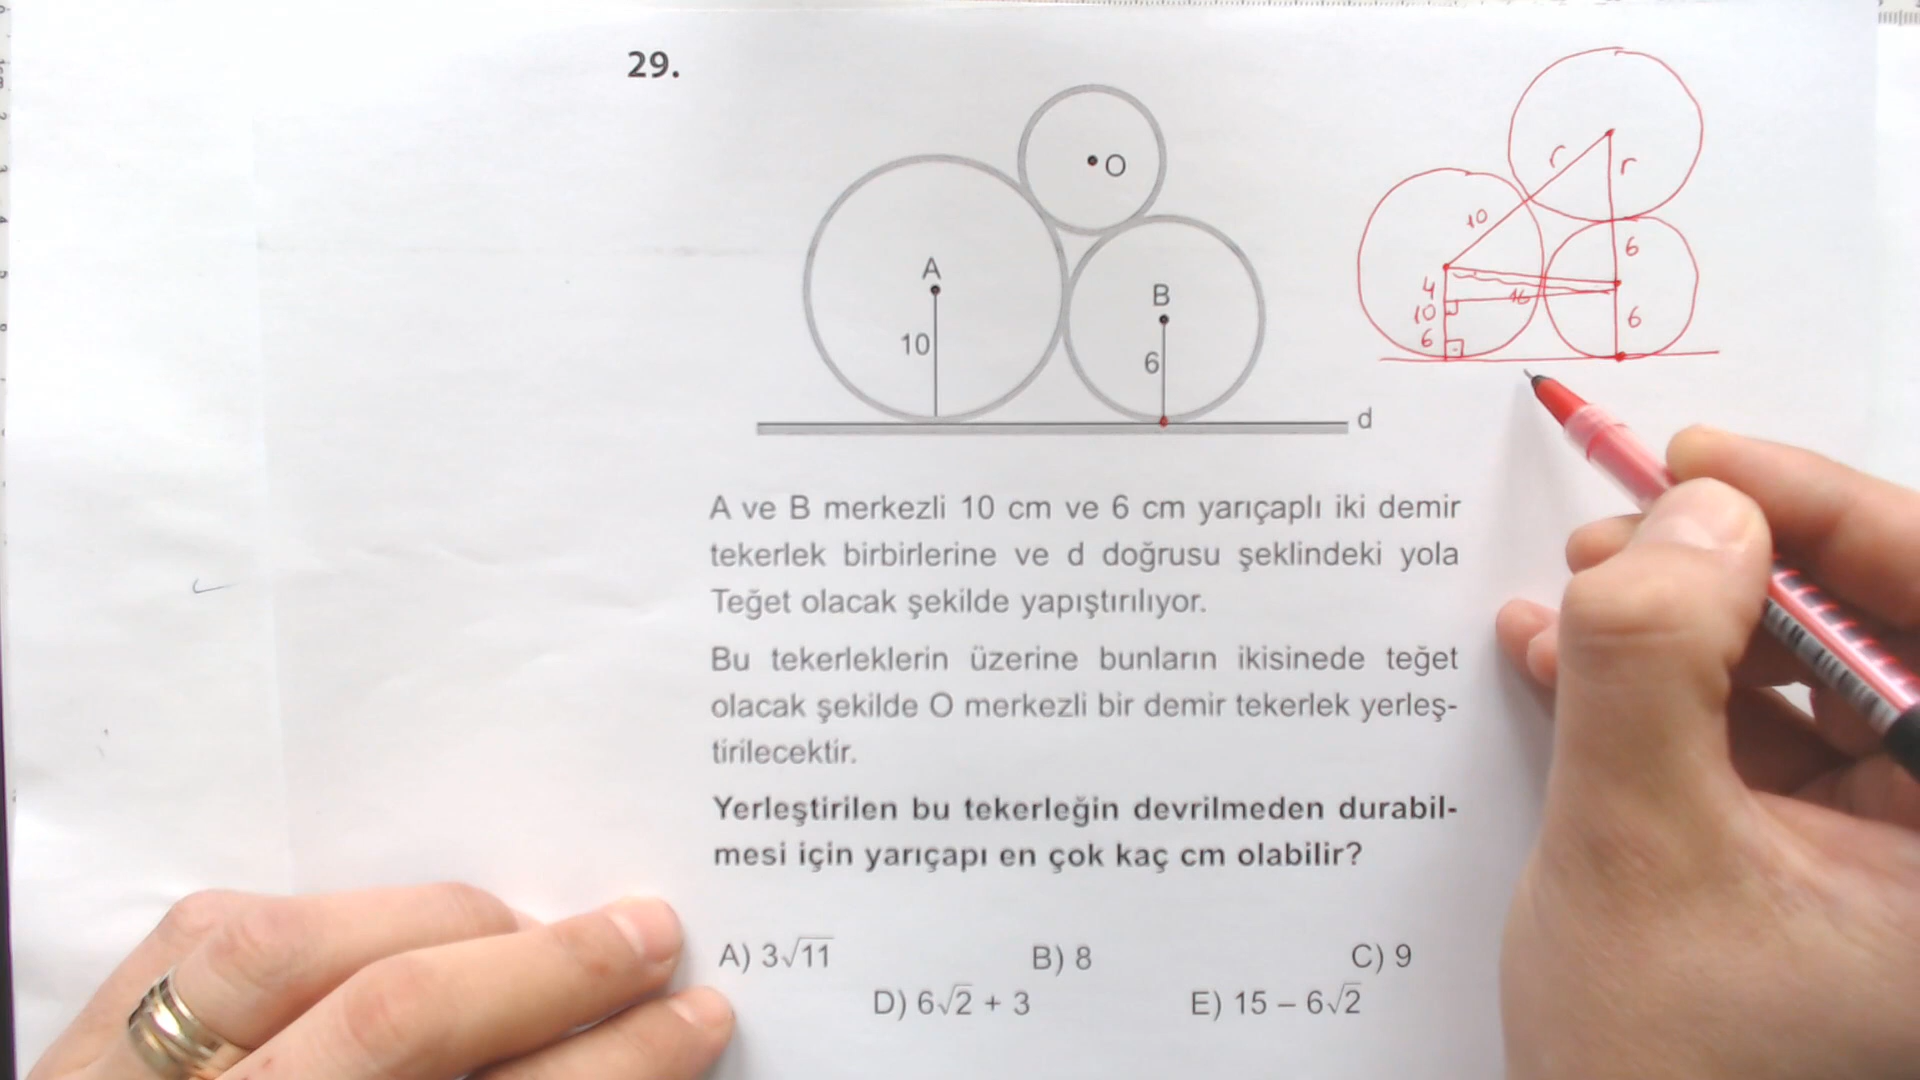 29.
O
A
B
10
6
d
r
r
10
6
4
16
10
6
6
A ve B merkezli 10 cm ve 6 cm yarıçaplı iki demir
tekerlek birbirlerine ve d doğrusu şeklindeki yola
Teğet olacak şekilde yapıştırılıyor.
Bu tekerleklerin üzerine bunların ikisinede teğet
olacak şekilde O merkezli bir demir tekerlek yerleş-
tirilecektir.
Yerleştirilen bu tekerleğin devrilmeden durabil-
mesi için yarıçapı en çok kaç cm olabilir?
A) 3√11 B) 8 C) 9
D) 6√2 + 3 E) 15 – 6√2